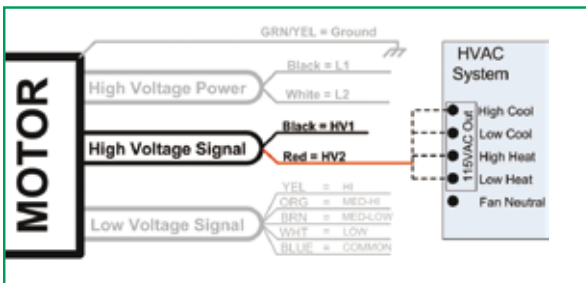 GRN/YEL = Ground
HVAC
System
MOTOR
High Voltage Power
Black = L1
White = L2
High Voltage Signal
Black = HV1
Red = HV2
Low Voltage Signal
YEL = HI
ORG = MED-HI
BRN = MED-LOW
WHT = LOW
BLUE = COMMON
115VAC Out
High Cool
Low Cool
High Heat
Low Heat
Fan Neutral